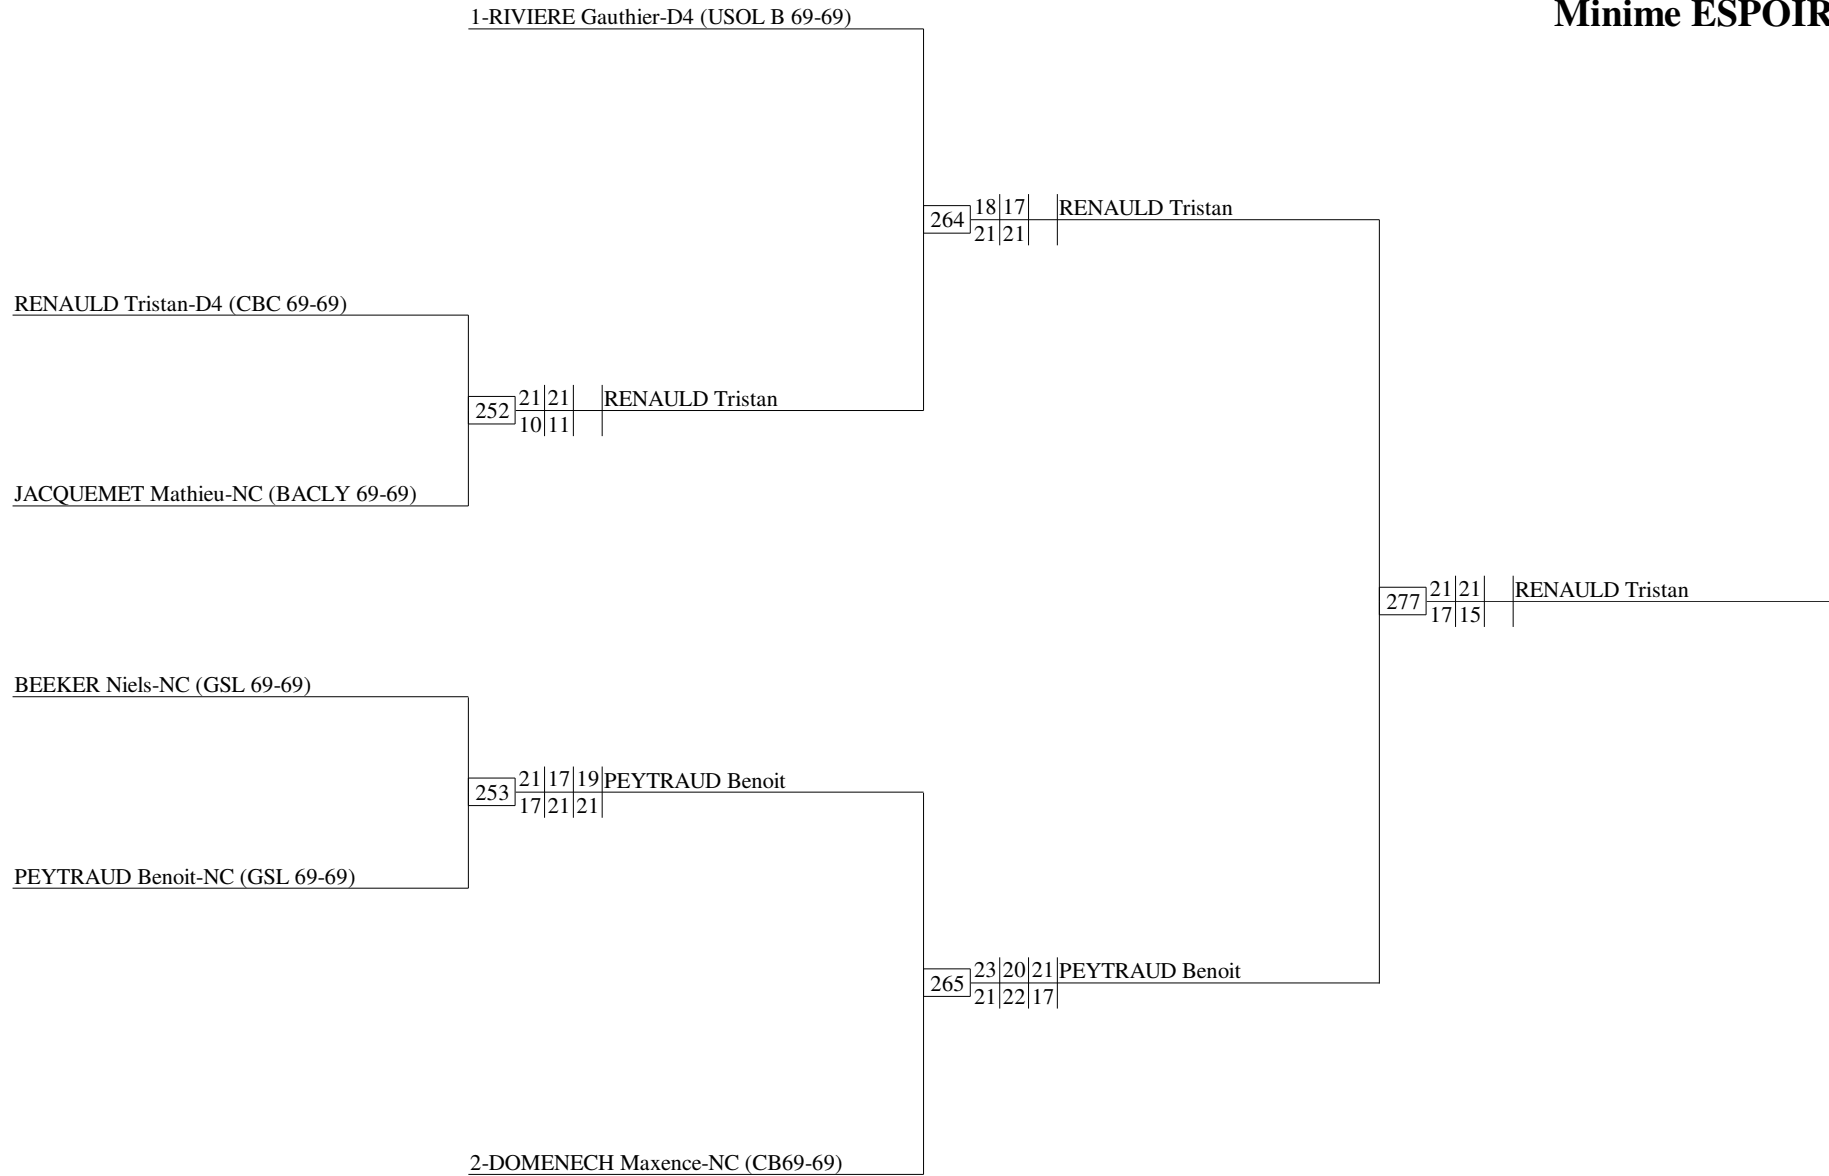 1-RIVIERE Gauthier-D4 (USOL B 69-69)
Minime ESPOIR
264
18 17
21 21
RENAULD Tristan
RENAULD Tristan-D4 (CBC 69-69)
252
21 21
10 11
RENAULD Tristan
JACQUEMET Mathieu-NC (BACLY 69-69)
277
21 21
17 15
RENAULD Tristan
BEEKER Niels-NC (GSL 69-69)
253
21 17 19
17 21 21
PEYTRAUD Benoit
PEYTRAUD Benoit-NC (GSL 69-69)
265
23 20 21
21 22 17
PEYTRAUD Benoit
2-DOMENECH Maxence-NC (CB69-69)